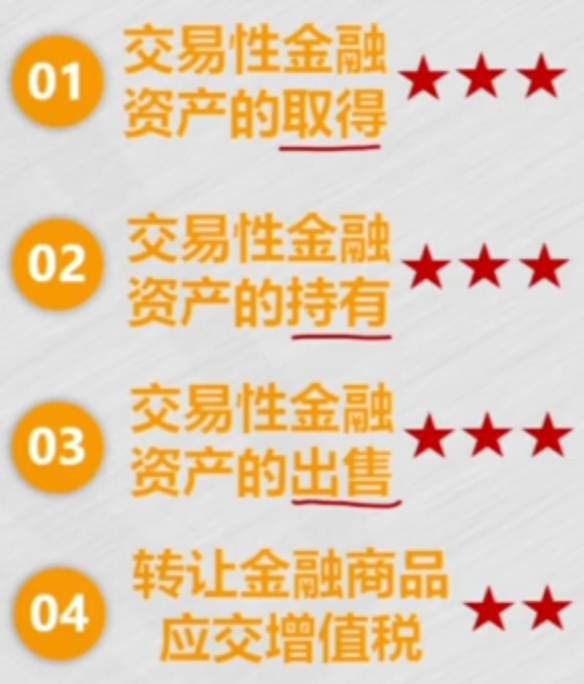 01
交易性金融
资产的取得
★★★
02
交易性金融
资产的持有
★★★
03
交易性金融
资产的出售
★★★
04
转让金融商品
应交增值税
★★